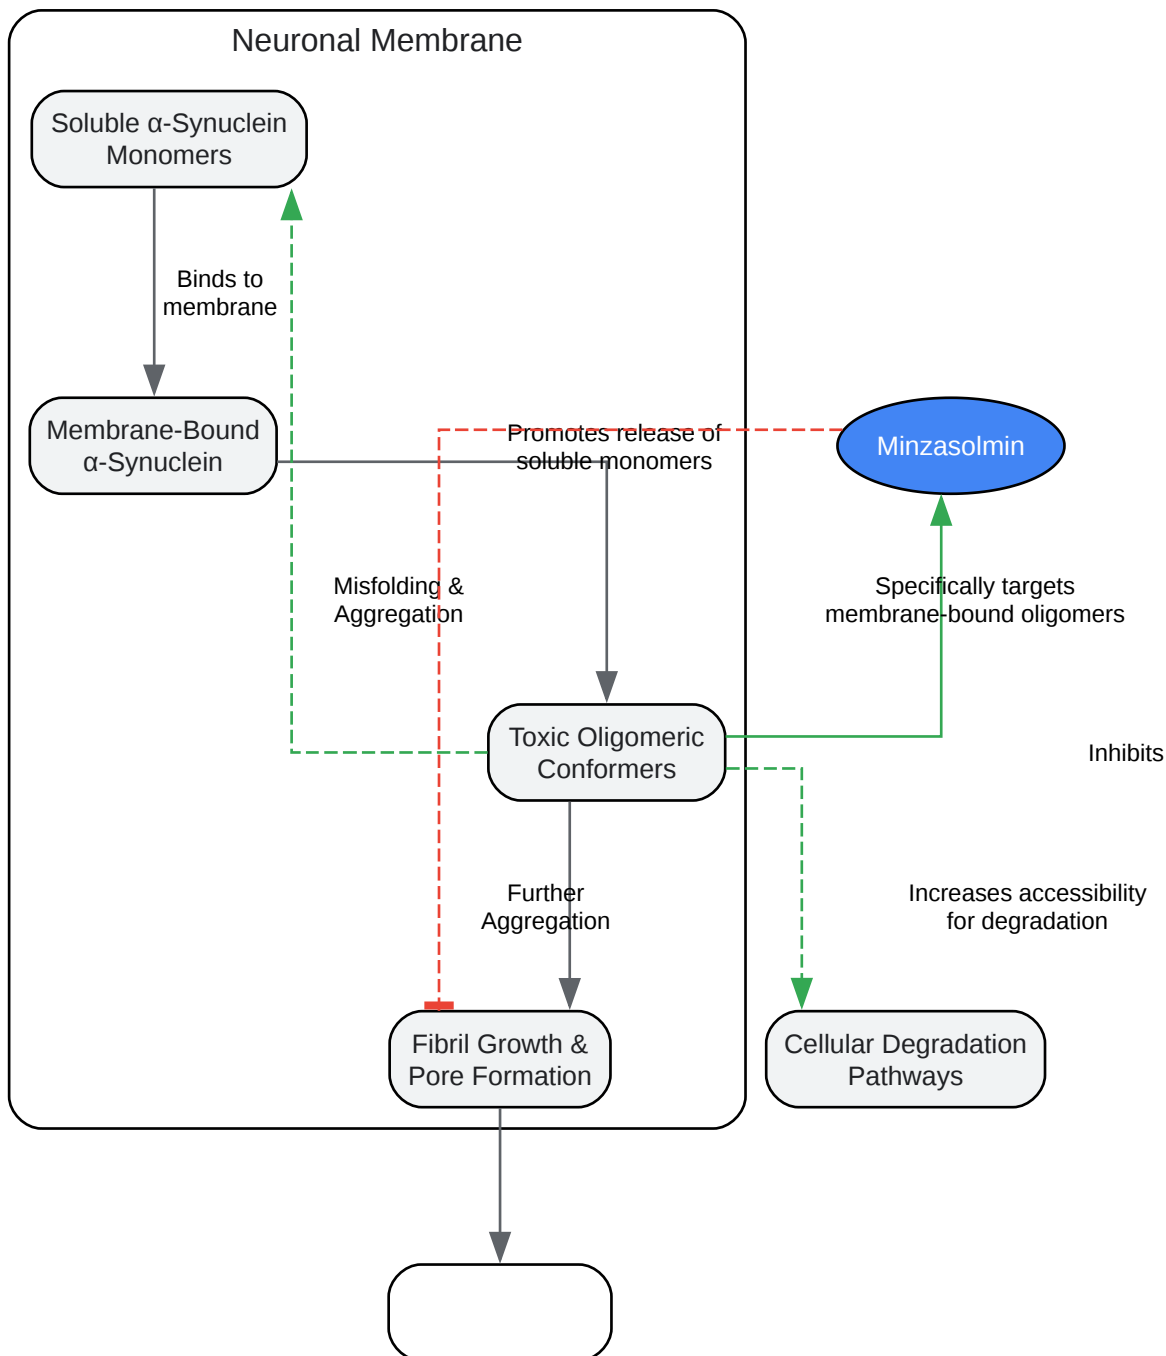 Neuronal Membrane
Soluble α-Synuclein
Monomers
Binds to
membrane
Membrane-Bound
α-Synuclein
Promotes release of
soluble monomers
Minzasolmin
Misfolding &
Aggregation
Specifically targets
membrane-bound oligomers
Toxic Oligomeric
Conformers
Inhibits
Further
Aggregation
Increases accessibility
for degradation
Fibril Growth &
Pore Formation
Cellular Degradation
Pathways